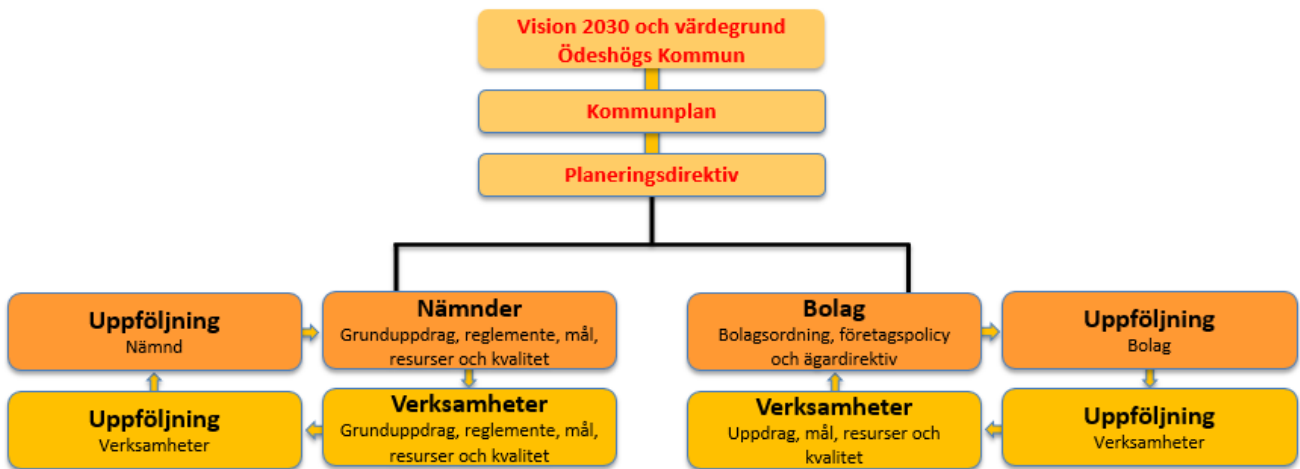 Vision 2030 och värdegrund
Ödeshögs Kommun
Kommunplan
Planeringsdirektiv
Uppföljning
Nämnd
Nämnder
Grunduppdrag, reglemente, mål,
resurser och kvalitet
Bolag
Bolagsordning, företagspolicy
och ägardirektiv
Uppföljning
Bolag
Uppföljning
Verksamheter
Verksamheter
Grunduppdrag, reglemente, mål,
resurser och kvalitet
Verksamheter
Uppdrag, mål, resurser och
kvalitet
Uppföljning
Verksamheter